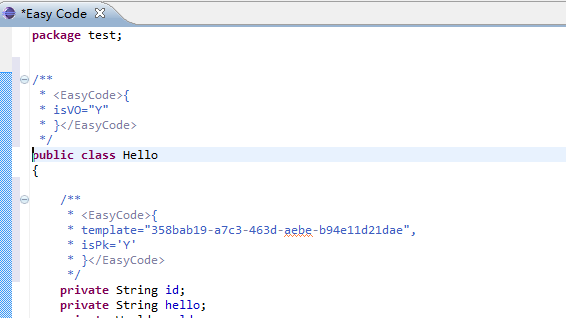 *Easy Code
package test;
/**
* <EasyCode>{
* isVO="Y"
* }</EasyCode>
*/
public class Hello
{
/**
* <EasyCode>{
* template="358bab19-a7c3-463d-aebe-b94e11d21dae",
* isPk='Y'
* }</EasyCode>
*/
private String id;
private String hello;